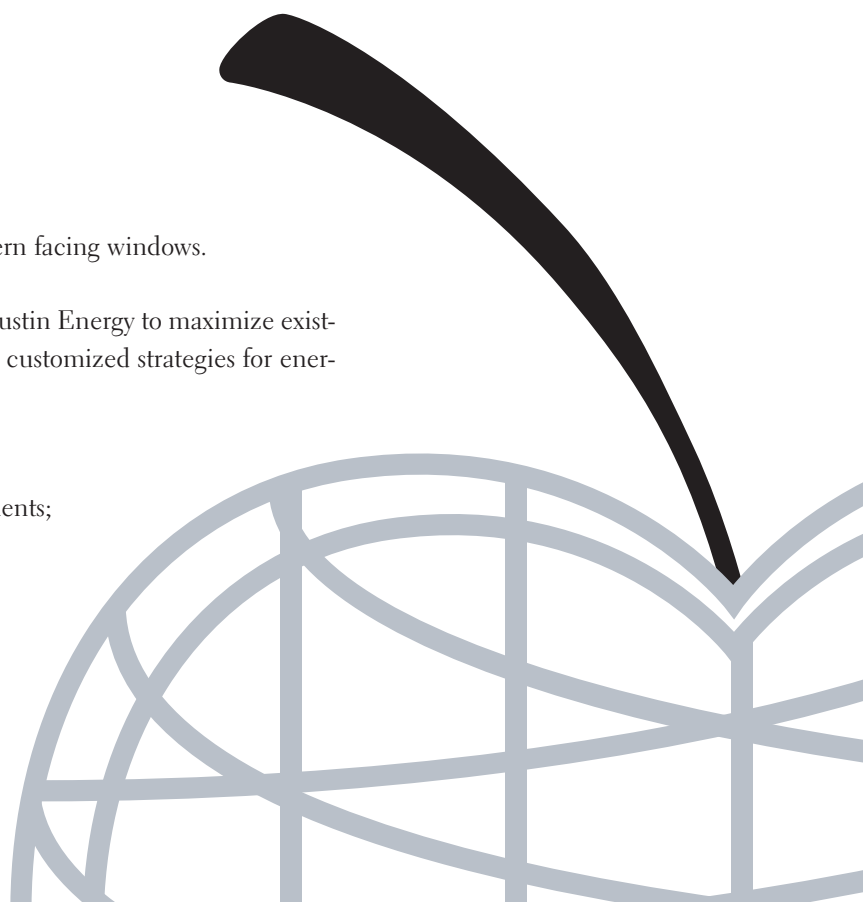 ern facing windows.
ustin Energy to maximize exist-
customized strategies for ener-
ents;